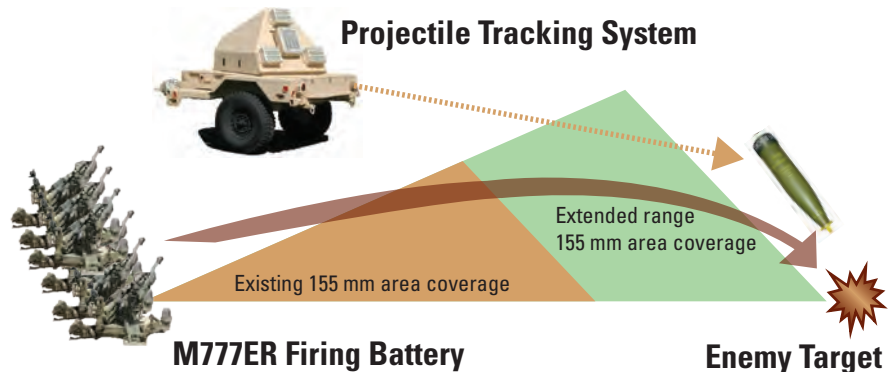 Projectile Tracking System
Extended range
155 mm area coverage
Existing 155 mm area coverage
M777ER Firing Battery
Enemy Target